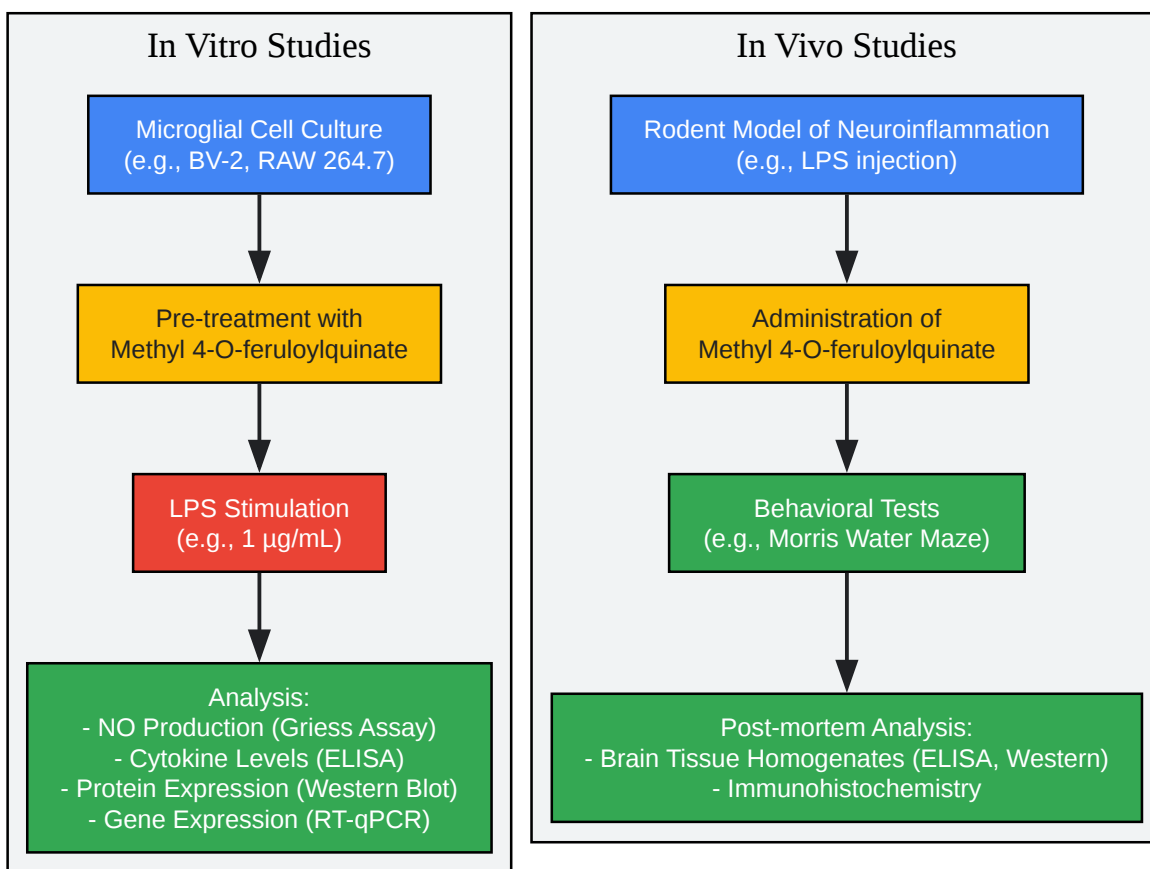 In Vitro Studies
Microglial Cell Culture
(e.g., BV-2, RAW 264.7)
Pre-treatment with
Methyl 4-O-feruloylquinate
LPS Stimulation
(e.g., 1 µg/mL)
Analysis:
- NO Production (Griess Assay)
- Cytokine Levels (ELISA)
- Protein Expression (Western Blot)
- Gene Expression (RT-qPCR)
In Vivo Studies
Rodent Model of Neuroinflammation
(e.g., LPS injection)
Administration of
Methyl 4-O-feruloylquinate
Behavioral Tests
(e.g., Morris Water Maze)
Post-mortem Analysis:
- Brain Tissue Homogenates (ELISA, Western)
- Immunohistochemistry